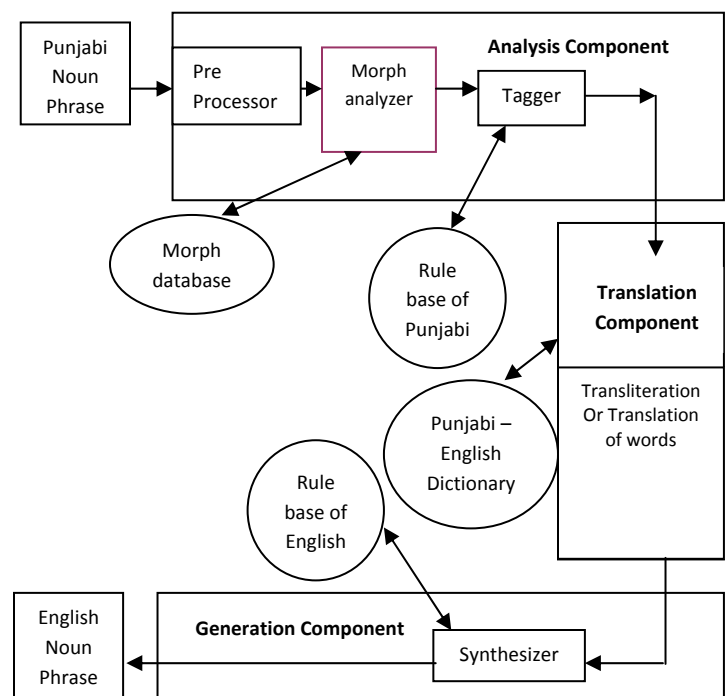 Punjabi
Noun
Phrase
Pre
Processor
Morph
analyzer
Analysis Component
Tagger
Morph
database
Rule
base of
Punjabi
Translation
Component
Transliteration
Or Translation
of words
Punjabi –
English
Dictionary
Rule
base of
English
English
Noun
Phrase
Generation Component
Synthesizer